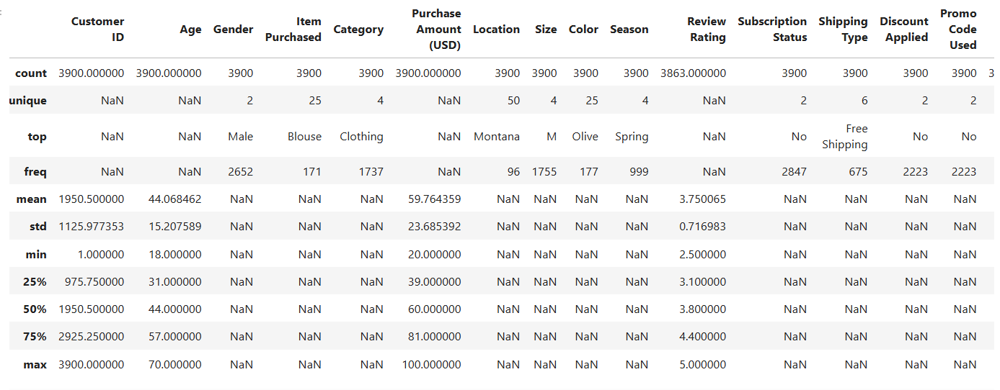 Customer ID Age Gender Item Purchased Category Purchase Amount (USD) Location Size Color Season Review Rating Subscription Status Shipping Type Discount Applied Promo Code Used
count 3900.000000 3900.000000 3900 3900 3900 3900.000000 3900 3900 3900 3900 3863.000000 3900 3900 3900 3900 3
unique NaN NaN 2 25 4 NaN 50 4 25 4 NaN 2 6 2 2
top NaN NaN Male Blouse Clothing NaN Montana M Olive Spring NaN No Free Shipping No No
freq NaN NaN 2652 171 1737 NaN 96 1755 177 999 NaN 2847 675 2223 2223
mean 1950.500000 44.068462 NaN NaN NaN 59.764359 NaN NaN NaN NaN 3.750065 NaN NaN NaN NaN
std 1125.977353 15.207589 NaN NaN NaN 23.685392 NaN NaN NaN NaN 0.716983 NaN NaN NaN NaN
min 1.000000 18.000000 NaN NaN NaN 20.000000 NaN NaN NaN NaN 2.500000 NaN NaN NaN NaN
25% 975.750000 31.000000 NaN NaN NaN 39.000000 NaN NaN NaN NaN 3.100000 NaN NaN NaN NaN
50% 1950.500000 44.000000 NaN NaN NaN 60.000000 NaN NaN NaN NaN 3.800000 NaN NaN NaN NaN
75% 2925.250000 57.000000 NaN NaN NaN 81.000000 NaN NaN NaN NaN 4.400000 NaN NaN NaN NaN
max 3900.000000 70.000000 NaN NaN NaN 100.000000 NaN NaN NaN NaN 5.000000 NaN NaN NaN NaN